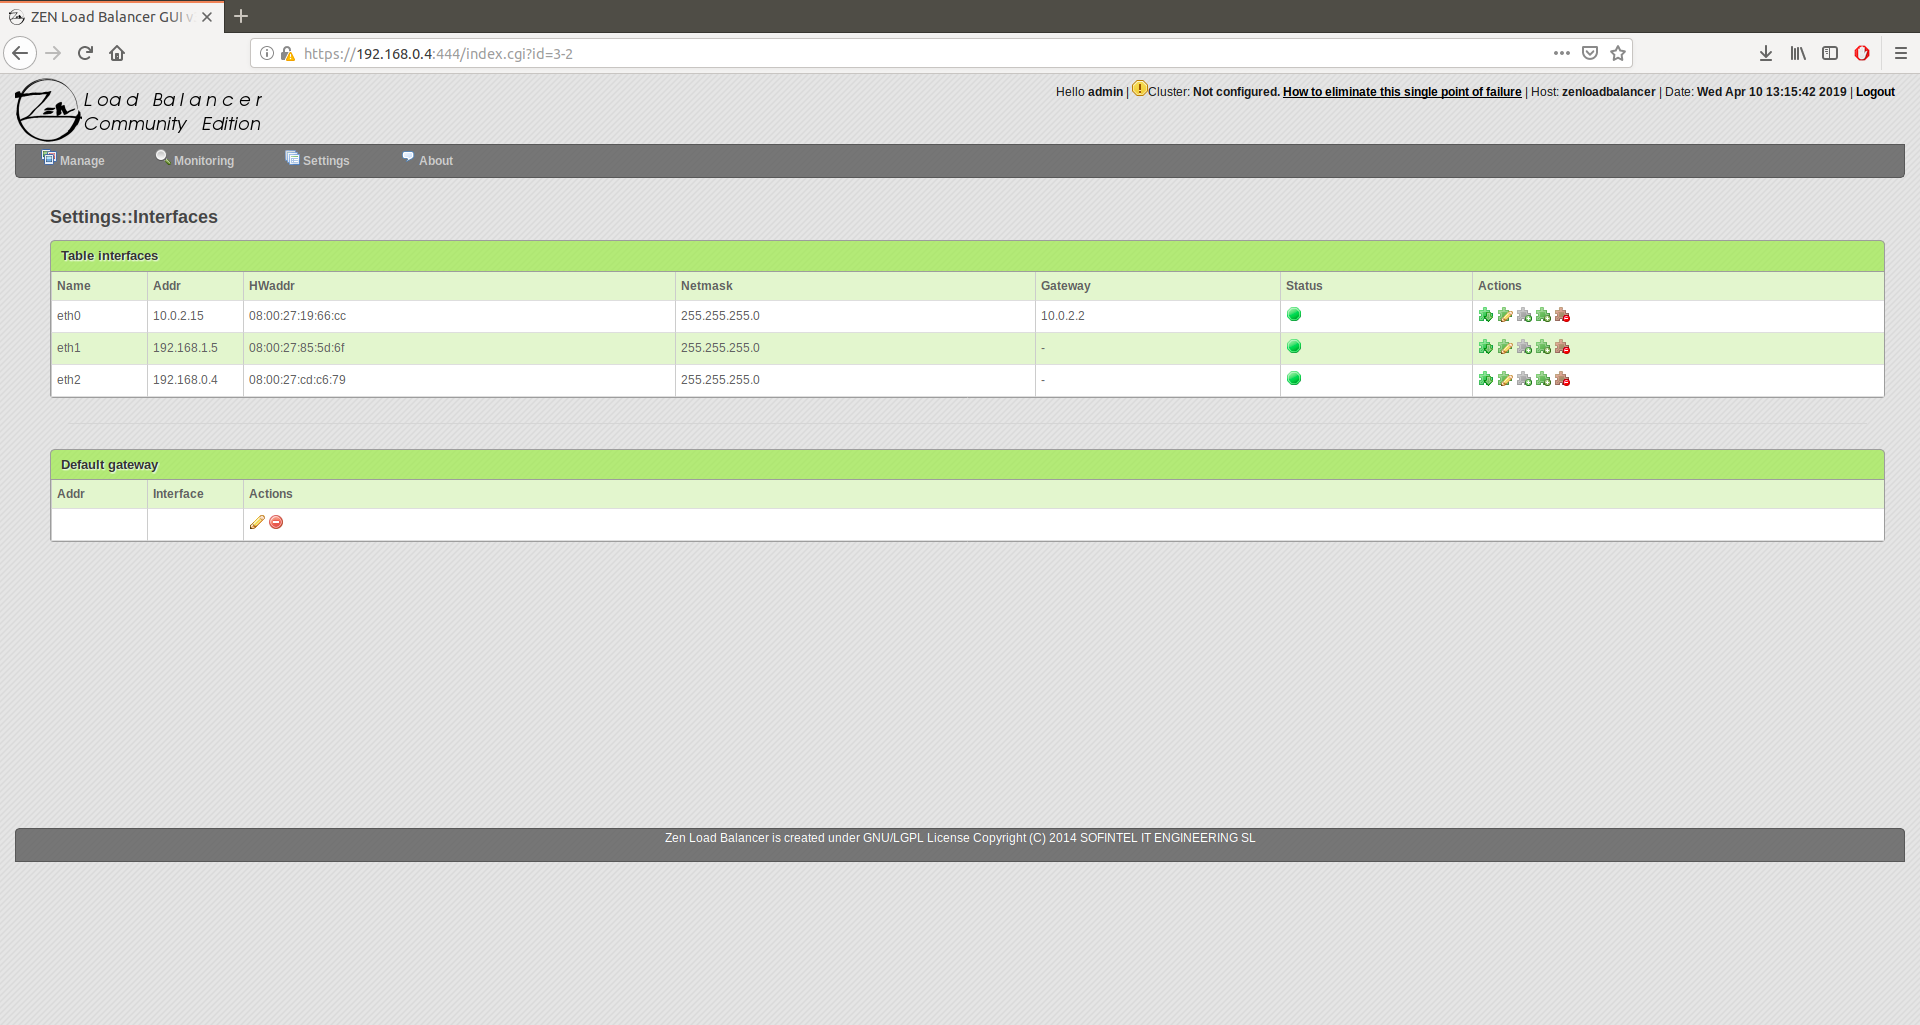 ZEN Load Balancer GUI v
https://192.168.0.4:444/index.cgi?id=3-2
Zen Load Balancer
Community Edition
Hello admin | Cluster: Not configured. How to eliminate this single point of failure | Host: zenloadbalancer | Date: Wed Apr 10 13:15:42 2019 | Logout
Manage Monitoring Settings About
Settings::Interfaces
Table interfaces
Name Addr HWaddr Netmask Gateway Status Actions
eth0 10.0.2.15 08:00:27:19:66:cc 255.255.255.0 10.0.2.2
eth1 192.168.1.5 08:00:27:85:5d:6f 255.255.255.0 -
eth2 192.168.0.4 08:00:27:cd:c6:79 255.255.255.0 -
Default gateway
Addr Interface Actions
Zen Load Balancer is created under GNU/LGPL License Copyright (C) 2014 SOFINTEL IT ENGINEERING SL